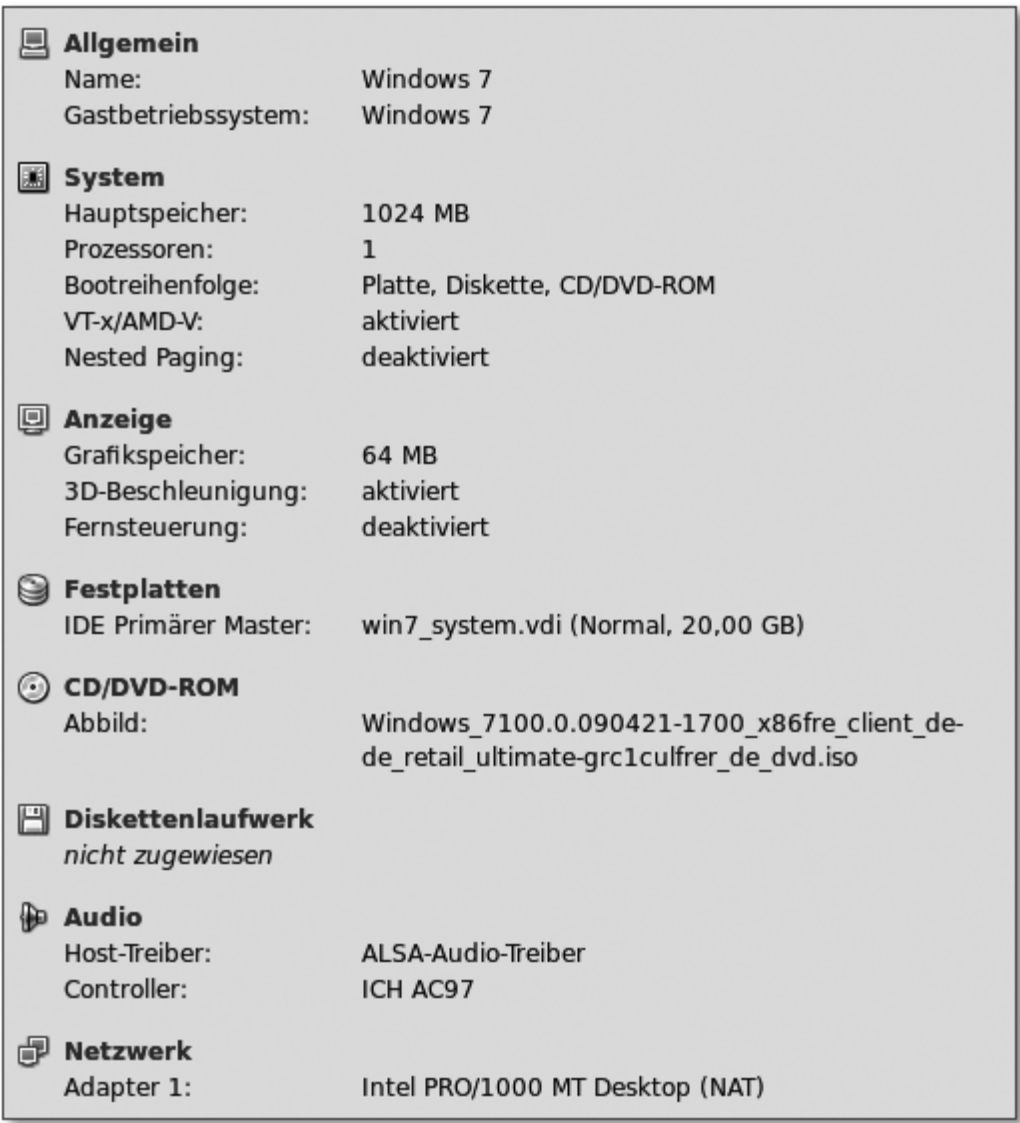 Allgemein
Name: Windows 7
Gastbetriebssystem: Windows 7
System
Hauptspeicher: 1024 MB
Prozessoren: 1
Bootreihenfolge: Platte, Diskette, CD/DVD-ROM
VT-x/AMD-V: aktiviert
Nested Paging: deaktiviert
Anzeige
Grafikspeicher: 64 MB
3D-Beschleunigung: aktiviert
Fernsteuerung: deaktiviert
Festplatten
IDE Primärer Master: win7_system.vdi (Normal, 20,00 GB)
CD/DVD-ROM
Abbild: Windows_7100.0.090421-1700_x86fre_client_de-
de_retail_ultimate-grc1culfrer_de_dvd.iso
Diskettenlaufwerk
nicht zugewiesen
Audio
Host-Treiber: ALSA-Audio-Treiber
Controller: ICH AC97
Netzwerk
Adapter 1: Intel PRO/1000 MT Desktop (NAT)